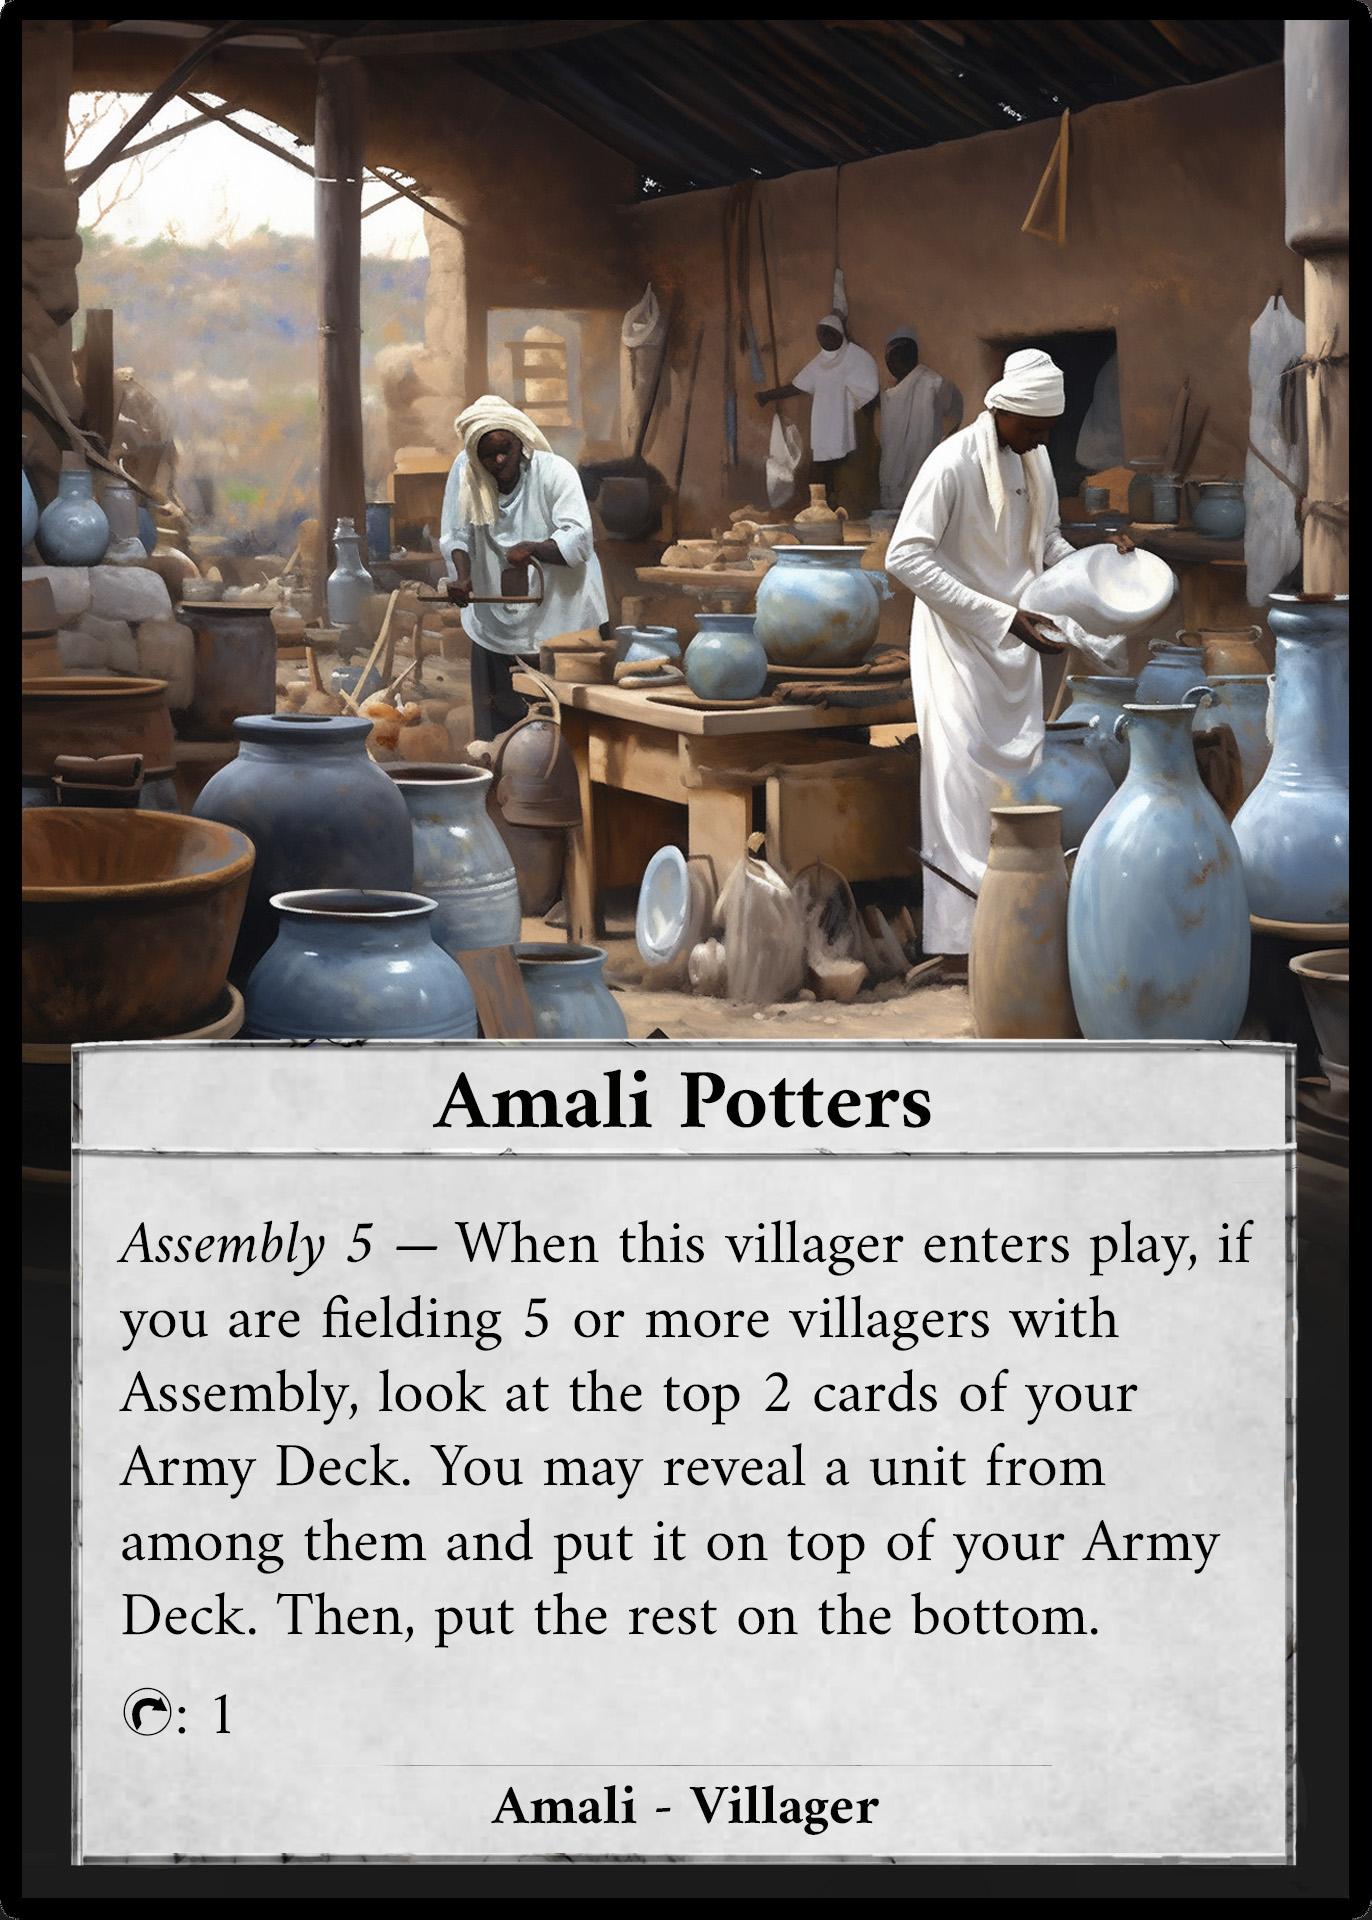 Amali Potters
Assembly 5 — When this villager enters play, if
you are fielding 5 or more villagers with
Assembly, look at the top 2 cards of your
Army Deck. You may reveal a unit from
among them and put it on top of your Army
Deck. Then, put the rest on the bottom.
: 1
Amali - Villager